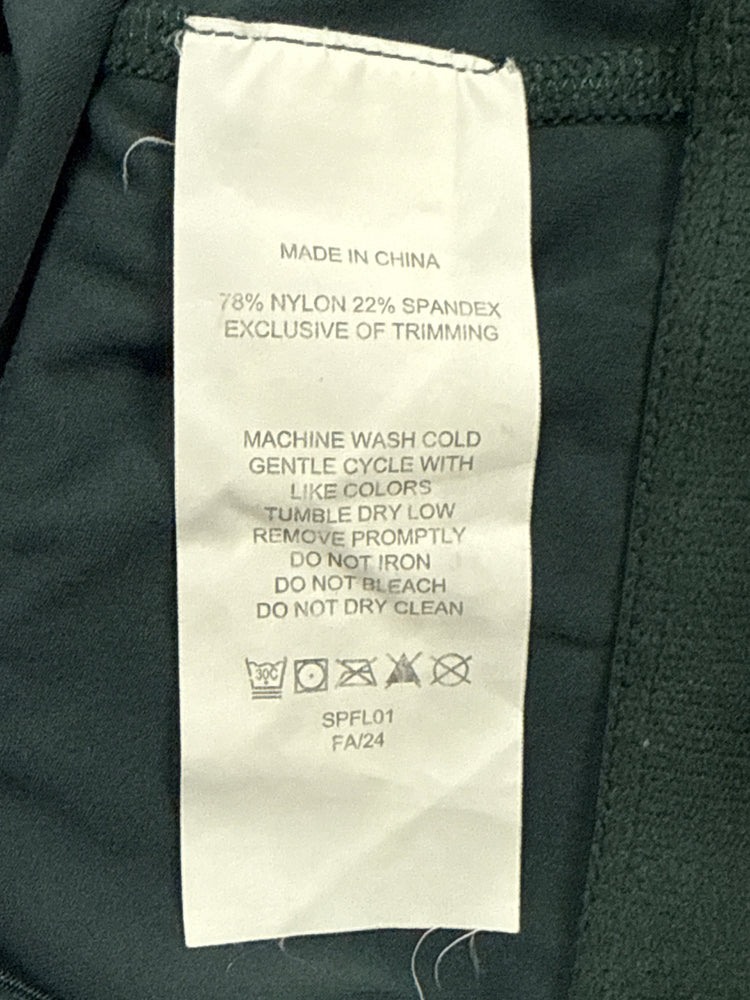 MADE IN CHINA
78% NYLON 22% SPANDEX
EXCLUSIVE OF TRIMMING
MACHINE WASH COLD
GENTLE CYCLE WITH
LIKE COLORS
TUMBLE DRY LOW
REMOVE PROMPTLY
DO NOT IRON
DO NOT BLEACH
DO NOT DRY CLEAN
30C
SPFL01
FA/24